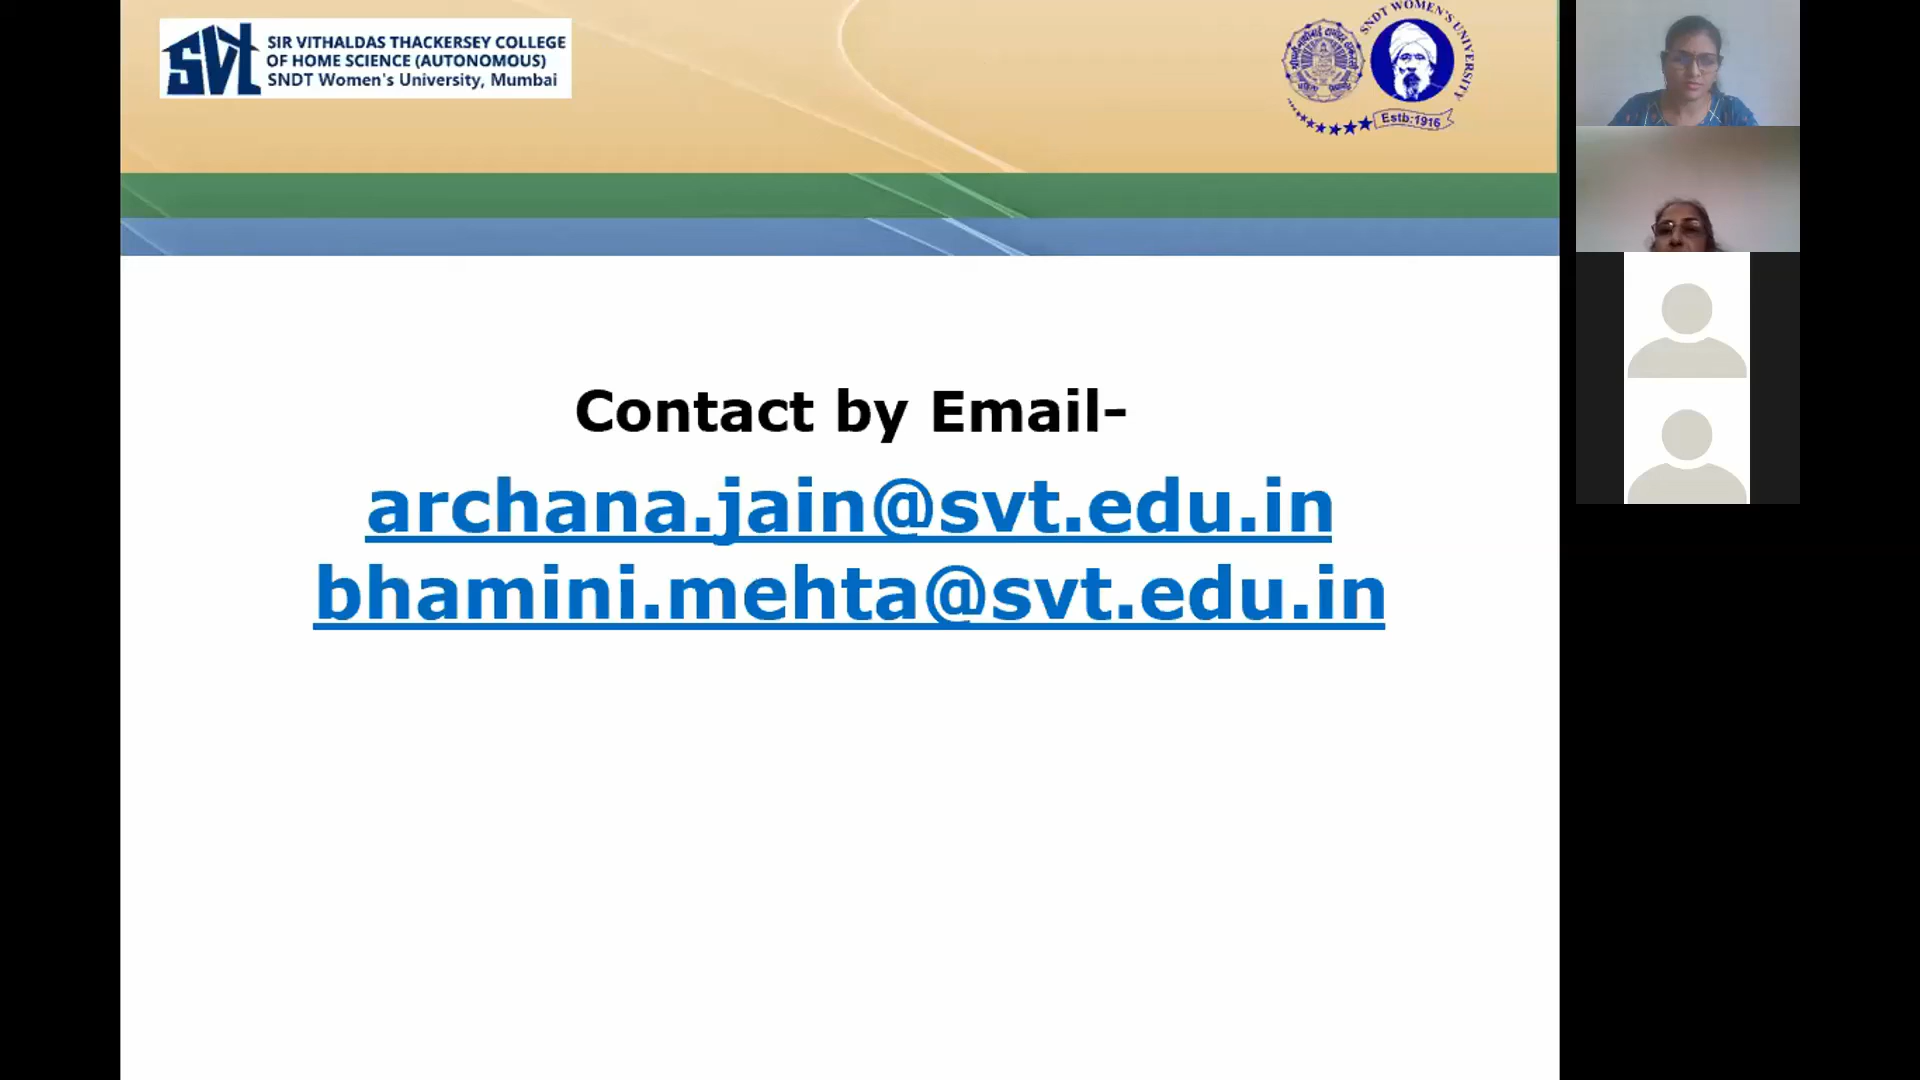 SVT
SIR VITHALDAS THACKERSEY COLLEGE
OF HOME SCIENCE (AUTONOMOUS)
SNDT Women's University, Mumbai
SNDT WOMEN'S UNIVERSITY
Estb:1916
Contact by Email-
archana.jain@svt.edu.in
bhamini.mehta@svt.edu.in